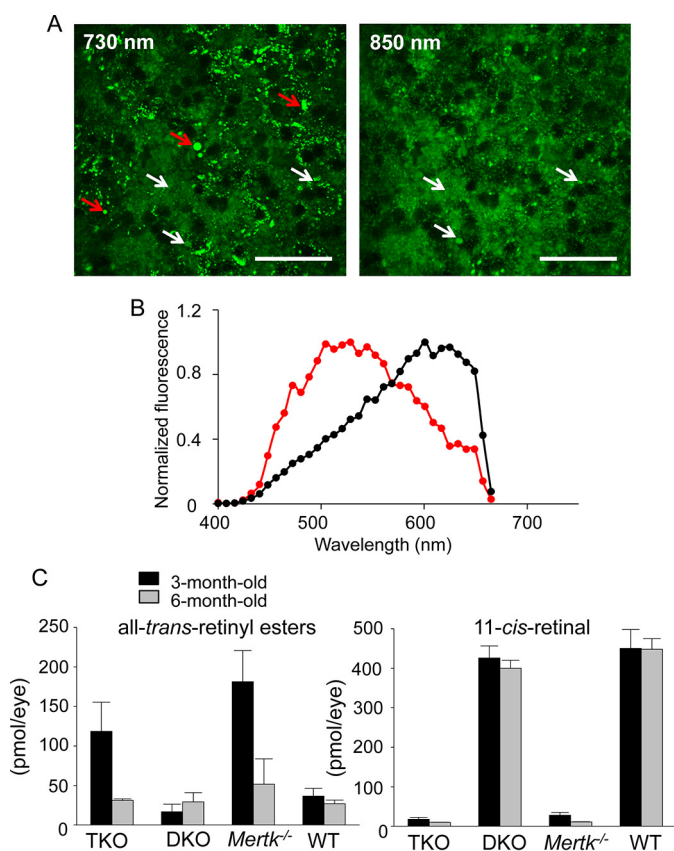 A
730 nm
850 nm
B
Normalized fluorescence
1.2
0.8
0.4
0
400
500
600
700
Wavelength (nm)
C
3-month-old
6-month-old
all-trans-retinyl esters
(pmol/eye)
250
200
150
100
50
0
TKO
DKO
Mertk-/-
WT
11-cis-retinal
(pmol/eye)
400
300
200
100
0
TKO
DKO
Mertk-/-
WT